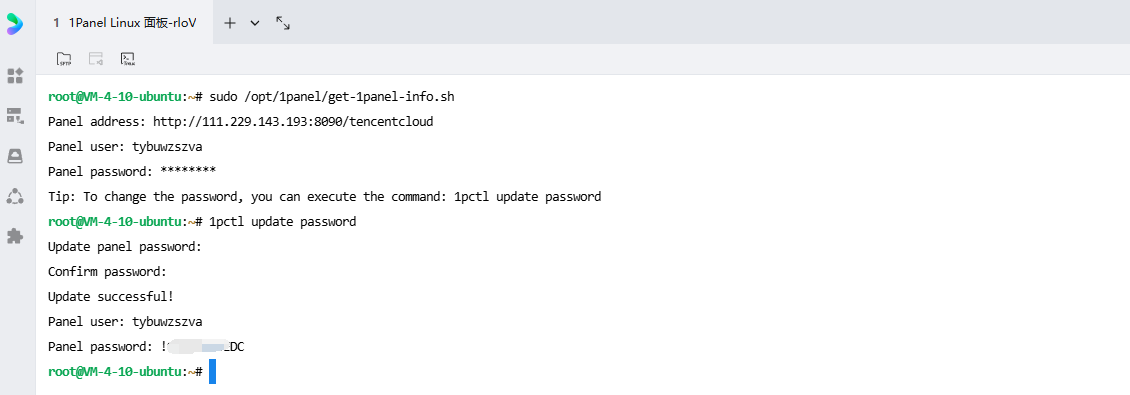 1 1Panel Linux 面板-rloV
root@VM-4-10-ubuntu:~# sudo /opt/1panel/get-1panel-info.sh
Panel address: http://111.229.143.193:8090/tencentcloud
Panel user: tybuwzszva
Panel password: ********
Tip: To change the password, you can execute the command: 1pctl update password
root@VM-4-10-ubuntu:~# 1pctl update password
Update panel password:
Confirm password:
Update successful!
Panel user: tybuwzszva
Panel password:
root@VM-4-10-ubuntu:~#